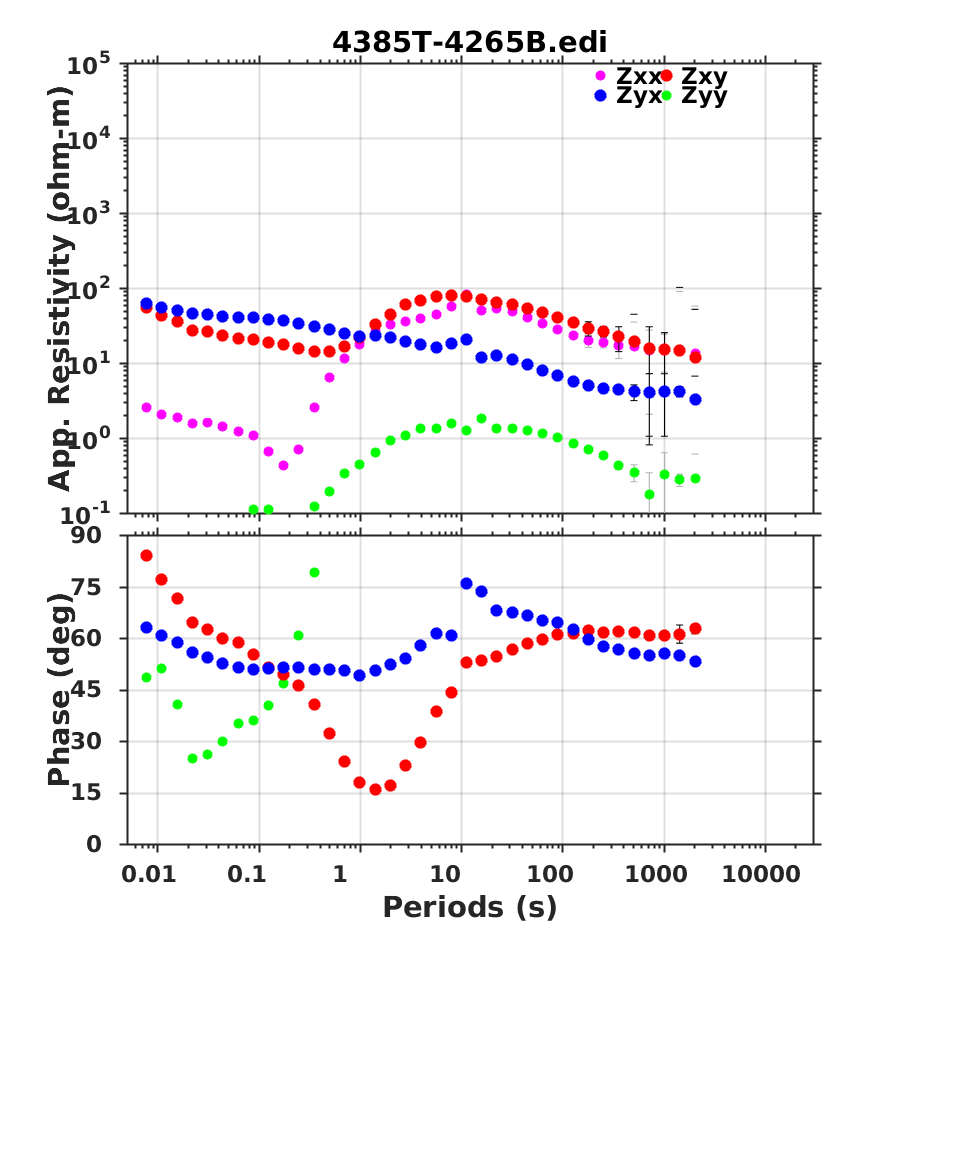 4385T-4265B.edi
Zxx Zxy
Zyx Zyy
App. Resistivity (ohm-m)
10^5
10^4
10^3
10^2
10^1
10^0
10^-1
Phase (deg)
90
75
60
45
30
15
0
0.01 0.1 1 10 100 1000 10000
Periods (s)